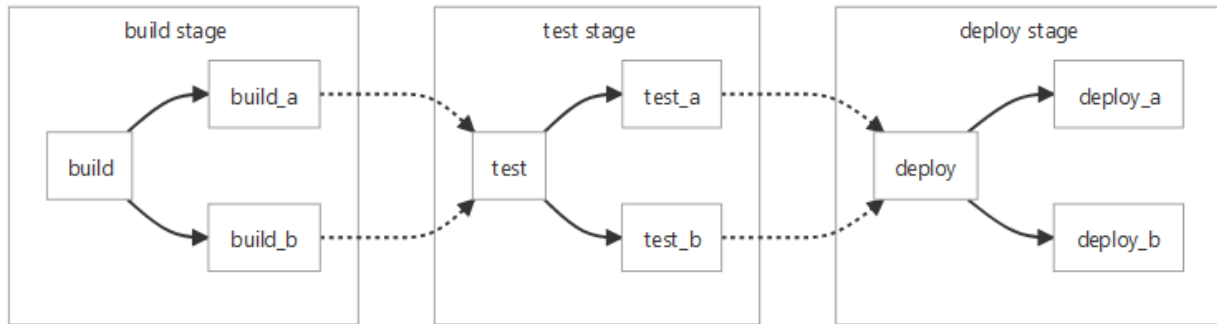 build stage
build_a
build
build_b
test stage
test_a
test
test_b
deploy stage
deploy_a
deploy
deploy_b